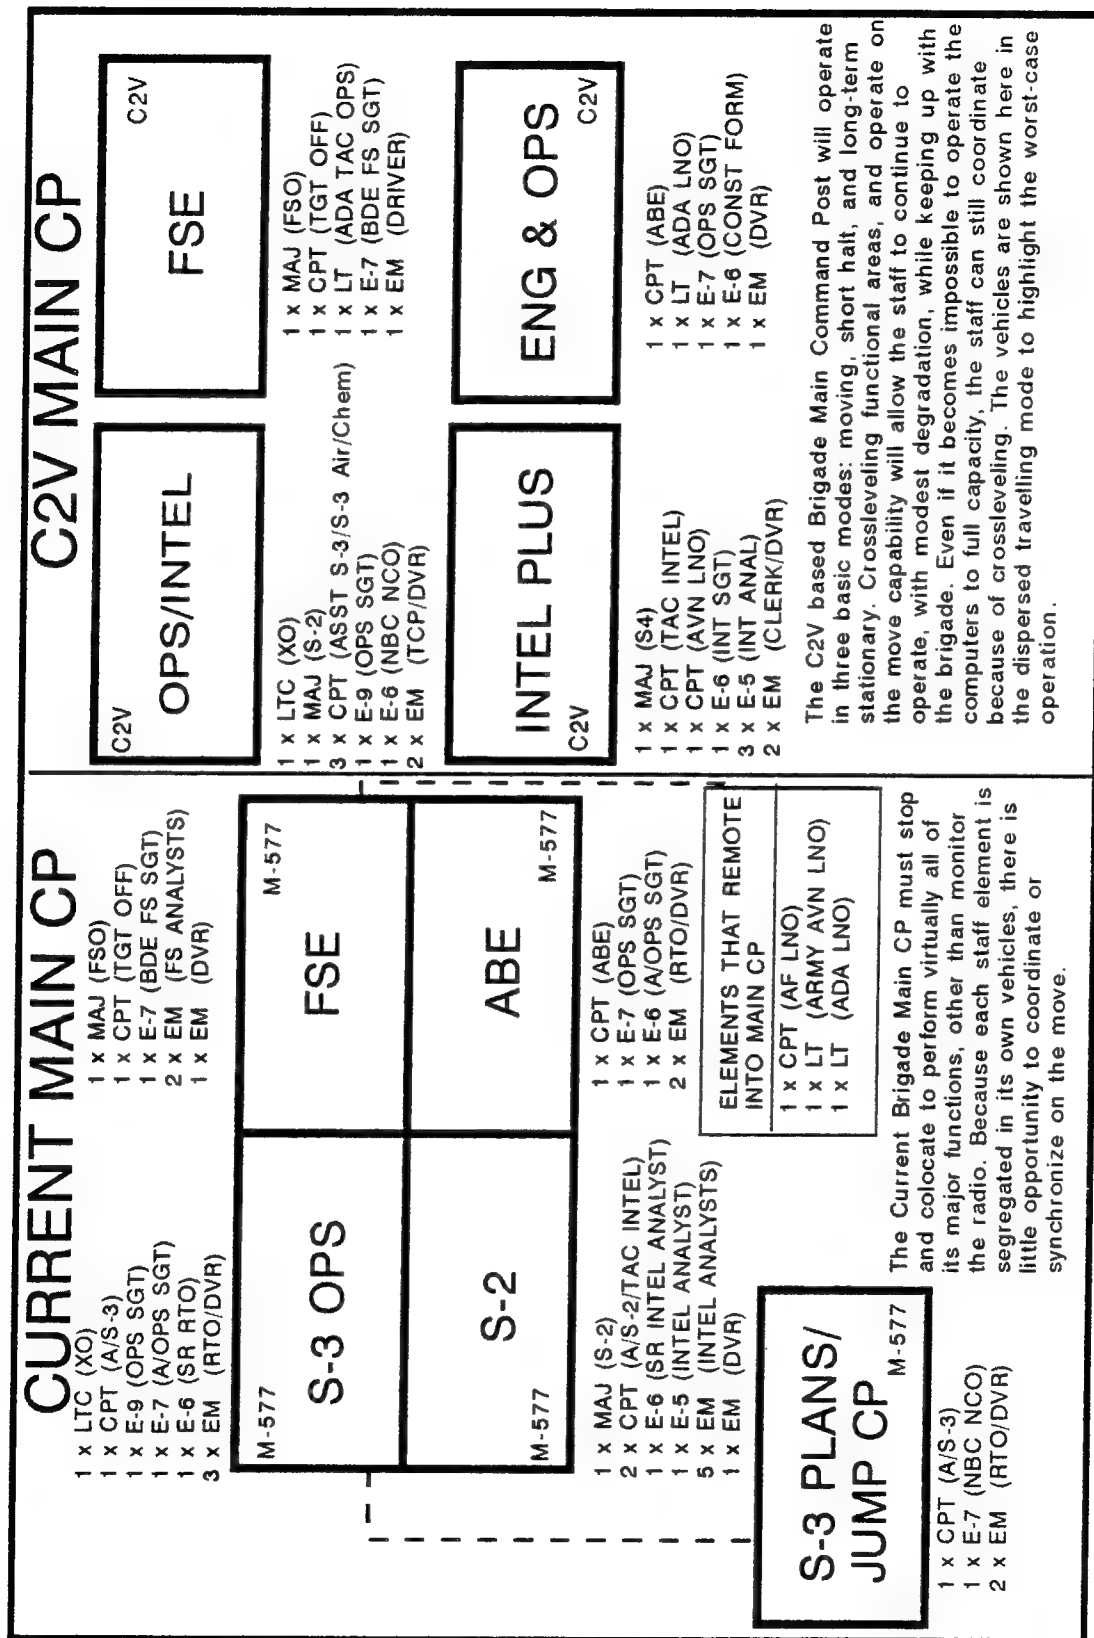 CURRENT MAIN CP
1 x LTC (XO)
1 x CPT (A/S-3)
1 x E-9 (OPS SGT)
1 x E-7 (A/OPS SGT)
1 x E-6 (SR RTO)
3 x EM (RTO/DVR)
1 x MAJ (FSO)
1 x CPT (TGT OFF)
1 x E-7 (BDE FS SGT)
2 x EM (FS ANALYSTS)
1 x EM (DVR)
M-577
S-3 OPS
M-577
FSE
S-2
M-577
ABE
M-577
1 x MAJ (S-2)
2 x CPT (A/S-2/TAC INTEL)
1 x E-6 (SR INTEL ANALYST)
1 x E-5 (INTEL ANALYST)
5 x EM (INTEL ANALYSTS)
1 x EM (DVR)
1 x CPT (ABE)
1 x E-7 (OPS SGT)
1 x E-6 (A/OPS SGT)
2 x EM (RTO/DVR)
ELEMENTS THAT REMOTE
INTO MAIN CP
1 x CPT (AF LNO)
1 x LT (ARMY AVN LNO)
1 x LT (ADA LNO)
S-3 PLANS/
JUMP CP
M-577
1 x CPT (A/S-3)
1 x E-7 (NBC NCO)
2 x EM (RTO/DVR)
The Current Brigade Main CP must stop
and colocate to perform virtually all of
its major functions, other than monitor
the radio. Because each staff element is
segregated in its own vehicles, there is
little opportunity to coordinate or
synchronize on the move.
C2V MAIN CP
C2V
OPS/INTEL
C2V
FSE
1 x LTC (XO)
1 x MAJ (S-2)
3 x CPT (ASST S-3/S-3 Air/Chem)
1 x E-9 (OPS SGT)
1 x E-6 (NBC NCO)
2 x EM (TCP/DVR)
1 x MAJ (FSO)
1 x CPT (TGT OFF)
1 x LT (ADA TAC OPS)
1 x E-7 (BDE FS SGT)
1 x EM (DRIVER)
INTEL PLUS
C2V
ENG & OPS
C2V
1 x MAJ (S4)
1 x CPT (TAC INTEL)
1 x CPT (AVN LNO)
1 x E-6 (INT SGT)
3 x E-5 (INT ANAL)
2 x EM (CLERK/DVR)
1 x CPT (ABE)
1 x LT (ADA LNO)
1 x E-7 (OPS SGT)
1 x E-6 (CONST FORM)
1 x EM (DVR)
The C2V based Brigade Main Command Post will operate
in three basic modes: moving, short halt, and long-term
stationary. Crossleveling functional areas, and operate on
the move capability will allow the staff to continue to
operate, with modest degradation, while keeping up with
the brigade. Even if it becomes impossible to operate the
computers to full capacity, the staff can still coordinate
because of crossleveling. The vehicles are shown here in
the dispersed travelling mode to highlight the worst-case
operation.